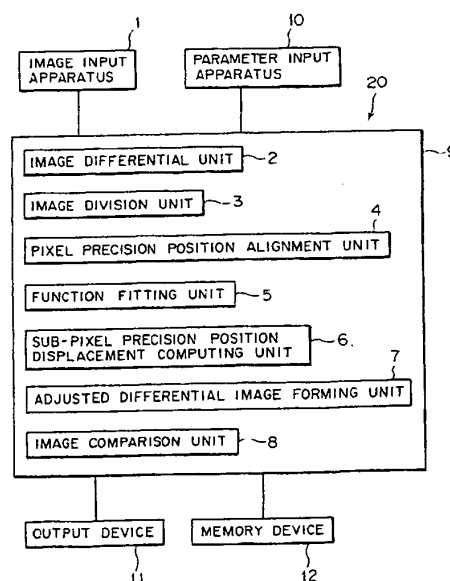 1
10
IMAGE INPUT
APPARATUS
PARAMETER INPUT
APPARATUS
20
9
IMAGE DIFFERENTIAL UNIT
2
IMAGE DIVISION UNIT
3
4
PIXEL PRECISION POSITION ALIGNMENT UNIT
FUNCTION FITTING UNIT
5
SUB-PIXEL PRECISION POSITION
DISPLACEMENT COMPUTING UNIT
6.
7
ADJUSTED DIFFERENTIAL IMAGE FORMING UNIT
IMAGE COMPARISON UNIT
8
OUTPUT DEVICE
MEMORY DEVICE
11
12